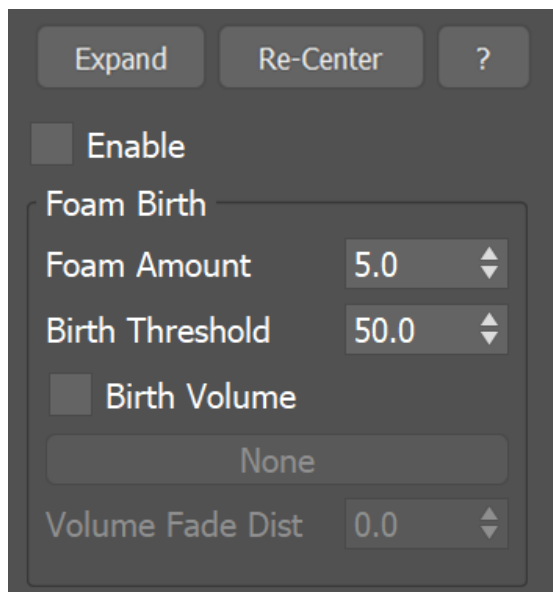 Expand Re-Center ?
Enable
Foam Birth
Foam Amount 5.0
Birth Threshold 50.0
Birth Volume
None
Volume Fade Dist 0.0